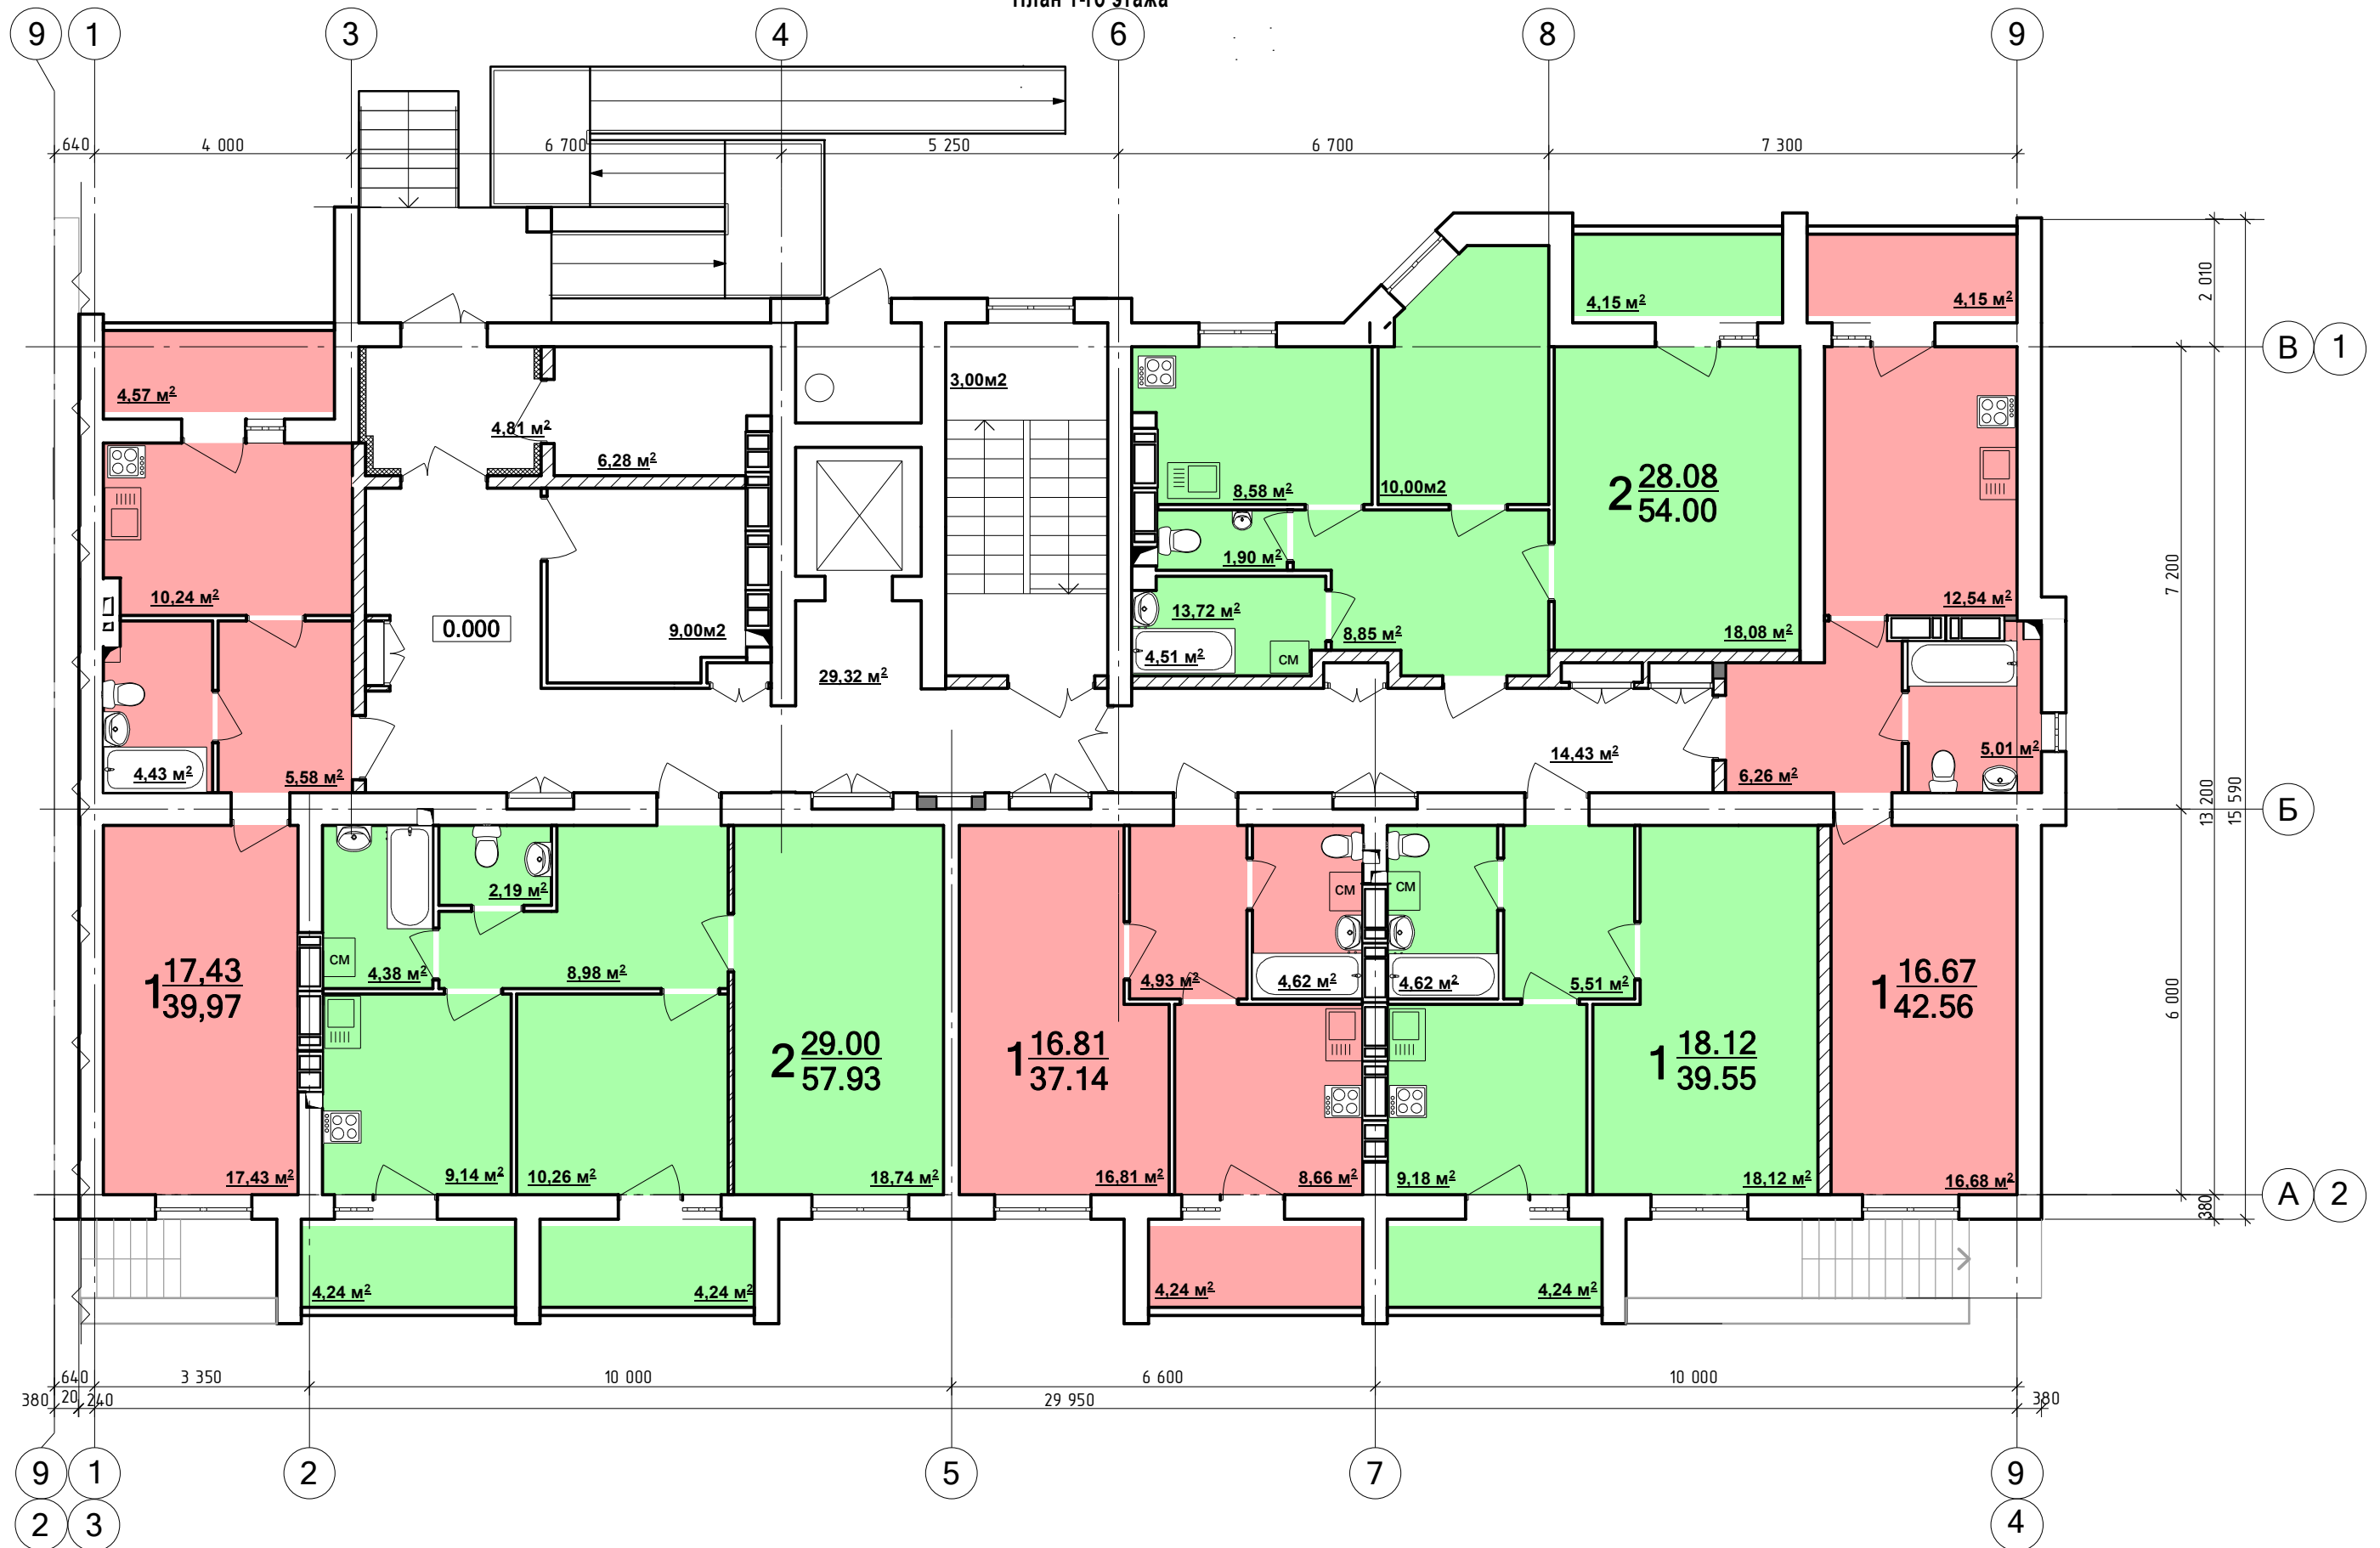 План 1-го этажа
9 1 3 4 6 8 9
640 4 000 6 700 5 250 6 700 7 300
2 010
4,15 м²
4,15 м²
В 1
4,57 м²
3,00м2
4,81 м²
6,28 м²
8,58 м²
10,00м2
2 28.08
54.00
1,90 м²
7 200
10,24 м²
12,54 м²
13,72 м²
0.000
9,00м2
8,85 м²
18,08 м²
4,51 м²
СМ
29,32 м²
14,43 м²
5,01 м²
4,43 м²
5,58 м²
6,26 м²
13 200
15 590
Б
2,19 м²
СМ
СМ
СМ
4,38 м²
8,98 м²
4,93 м²
4,62 м²
4,62 м²
5,51 м²
1 17,43
39,97
1 16.67
42.56
6 000
2 29.00
57.93
1 16.81
37.14
1 18.12
39.55
17,43 м²
9,14 м²
10,26 м²
18,74 м²
16,81 м²
8,66 м²
9,18 м²
18,12 м²
16,68 м²
А 2
380
4,24 м²
4,24 м²
4,24 м²
4,24 м²
640 3 350 10 000 6 600 10 000
380 20 240 29 950 380
9 1 2 5 7 9
2 3 4